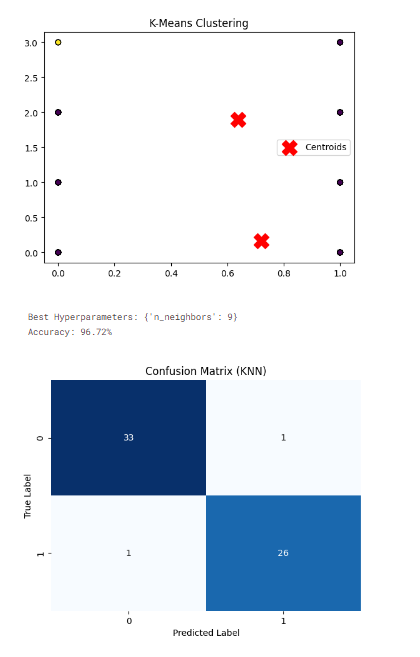 K-Means Clustering
3.0
2.5
2.0
1.5
1.0
0.5
0.0
Centroids
0.0 0.2 0.4 0.6 0.8 1.0
Best Hyperparameters: {'n_neighbors': 9}
Accuracy: 96.72%
Confusion Matrix (KNN)
True Label
0
33 1
1
1 26
0 1
Predicted Label